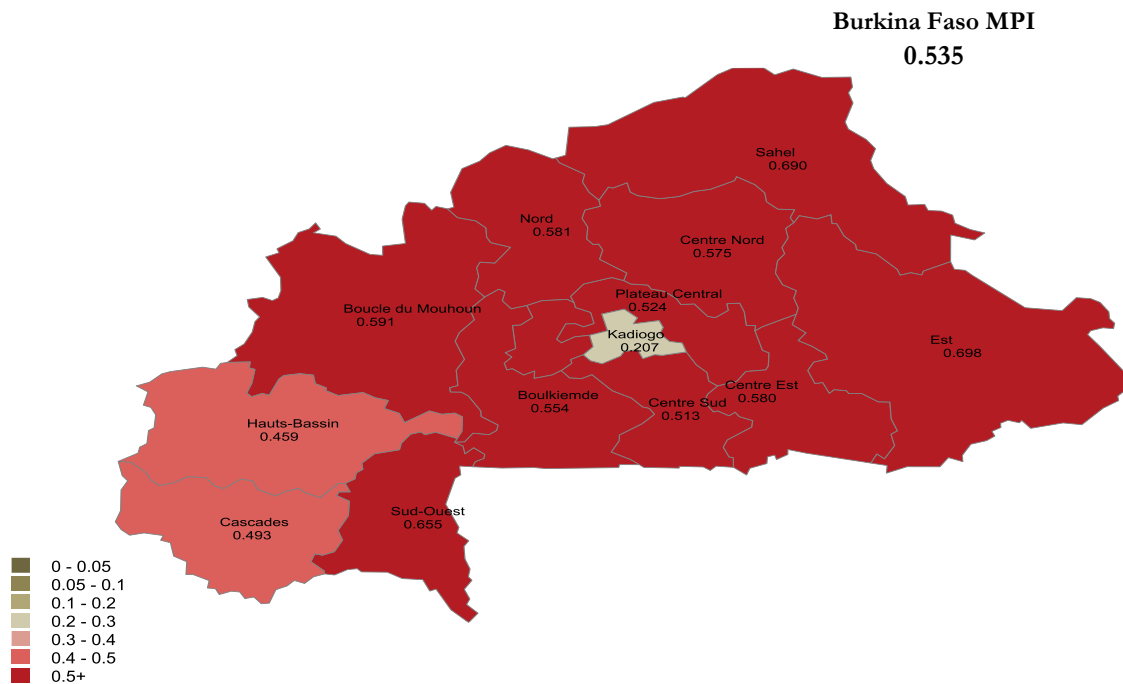 Burkina Faso MPI
0.535
Sahel
0.690
Nord
0.581
Centre Nord
0.575
Plateau Central
0.524
Boucle du Mouhoun
0.591
Kadiogo
0.207
Est
0.698
Centre Est
0.580
Boulkiemde
0.554
Centre Sud
0.513
Hauts-Bassin
0.459
Sud-Ouest
0.655
Cascades
0.493
0 - 0.05
0.05 - 0.1
0.1 - 0.2
0.2 - 0.3
0.3 - 0.4
0.4 - 0.5
0.5+